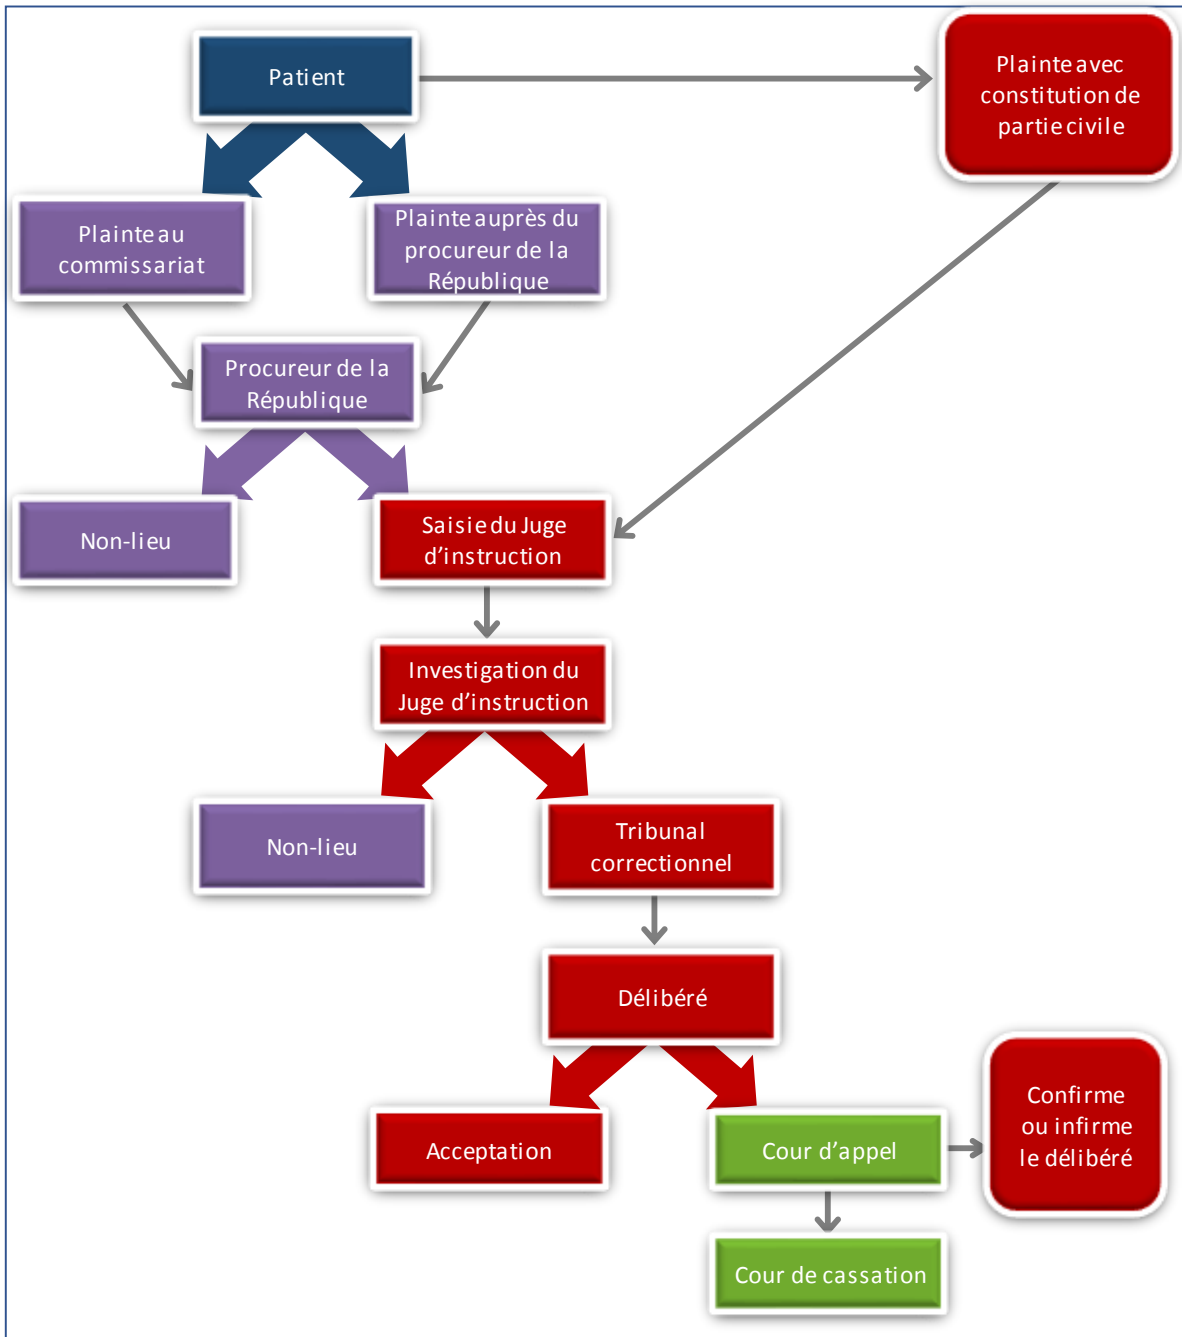 Patient
Plainte avec
constitution de
partie civile
Plainte au
commissariat
Plainte auprès du
procureur de la
République
Procureur de la
République
Non-lieu
Saisie du Juge
d’instruction
Investigation du
Juge d’instruction
Non-lieu
Tribunal
correctionnel
Délibéré
Acceptation
Cour d’appel
Confirme
ou infirme
le délibéré
Cour de cassation